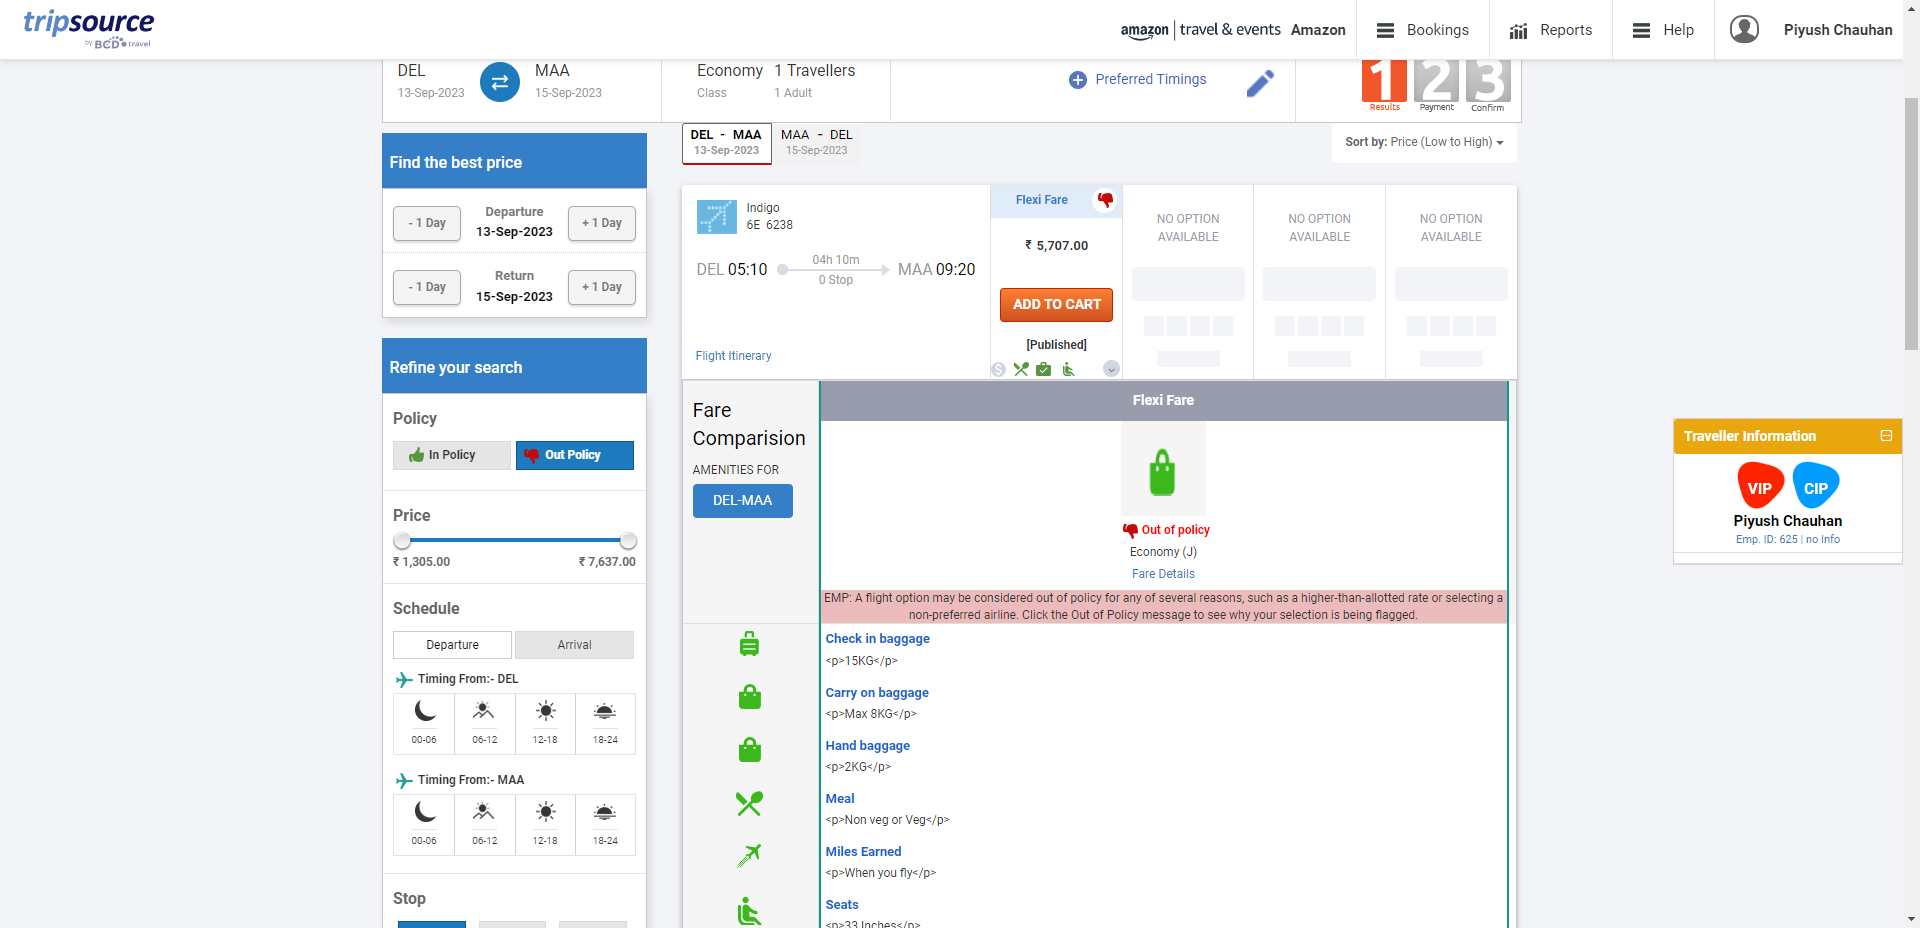 tripsource
by BCD travel
amazon | travel & events Amazon
Bookings
Reports
Help
Piyush Chauhan
DEL
13-Sep-2023
MAA
15-Sep-2023
Economy
Class
1 Travellers
1 Adult
Preferred Timings
1
Results
2
Payment
3
Confirm
DEL - MAA
13-Sep-2023
MAA - DEL
15-Sep-2023
Sort by: Price (Low to High)
Find the best price
- 1 Day
Departure
13-Sep-2023
+ 1 Day
- 1 Day
Return
15-Sep-2023
+ 1 Day
Refine your search
Policy
In Policy
Out Policy
Price
₹ 1,305.00
₹ 7,637.00
Schedule
Departure
Arrival
Timing From:- DEL
00-06
06-12
12-18
18-24
Timing From:- MAA
00-06
06-12
12-18
18-24
Stop
Indigo
6E 6238
DEL 05:10
04h 10m
0 Stop
MAA 09:20
Flight Itinerary
Flexi Fare
₹ 5,707.00
ADD TO CART
[Published]
NO OPTION
AVAILABLE
NO OPTION
AVAILABLE
NO OPTION
AVAILABLE
Fare
Comparision
AMENITIES FOR
DEL-MAA
Flexi Fare
Out of policy
Economy (J)
Fare Details
EMP: A flight option may be considered out of policy for any of several reasons, such as a higher-than-allotted rate or selecting a
non-preferred airline. Click the Out of Policy message to see why your selection is being flagged.
Check in baggage
<p>15KG</p>
Carry on baggage
<p>Max 8KG</p>
Hand baggage
<p>2KG</p>
Meal
<p>Non veg or Veg</p>
Miles Earned
<p>When you fly</p>
Seats
<p>33 Inches</p>
Traveller Information
VIP
CIP
Piyush Chauhan
Emp. ID: 625 | no Info